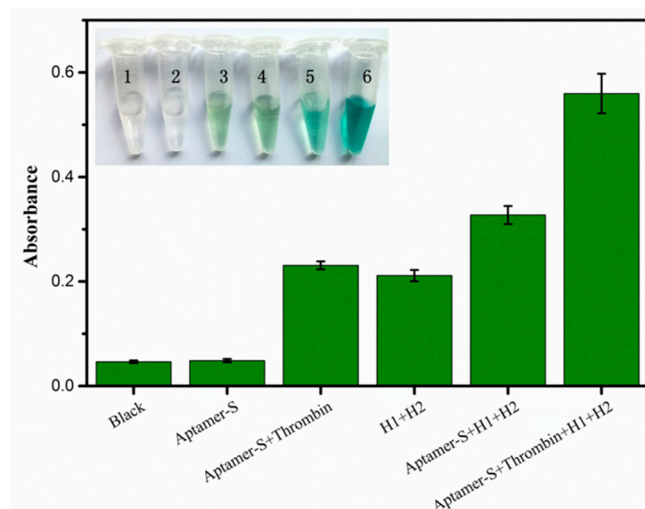 1 2 3 4 5 6
0.6
0.4
0.2
0.0
Absorbance
Black
Aptamer-S
Aptamer-S+Thrombin
H1+H2
Aptamer-S+H1+H2
Aptamer-S+Thrombin+H1+H2